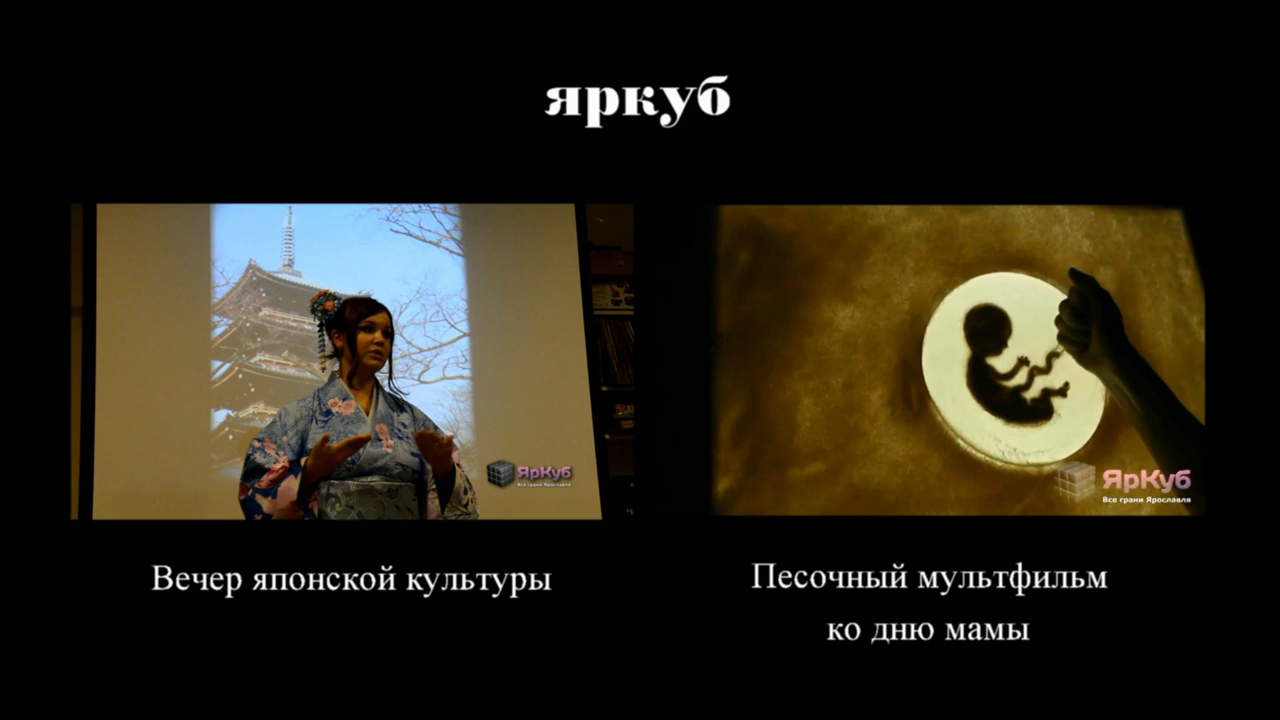 яркуб
ЯрКуб
Все грани Ярославля
ЯрКуб
Все грани Ярославля
Вечер японской культуры
Песочный мультфильм
ко дню мамы